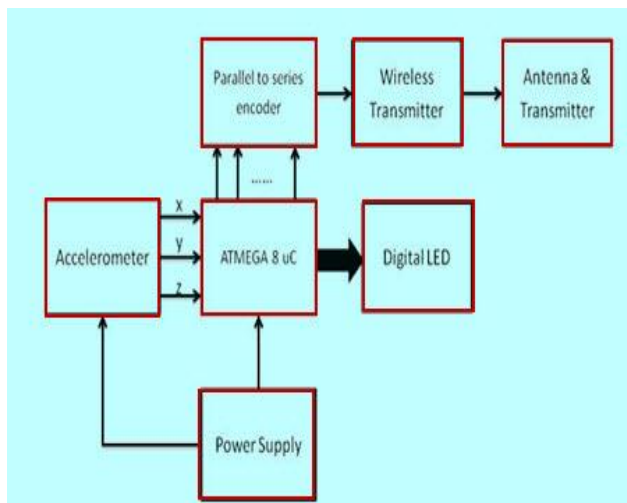 Parallel to series
encoder
Wireless
Transmitter
Antenna &
Transmitter
......
x
y
z
Accelerometer
ATMEGA 8 uC
Digital LED
Power Supply